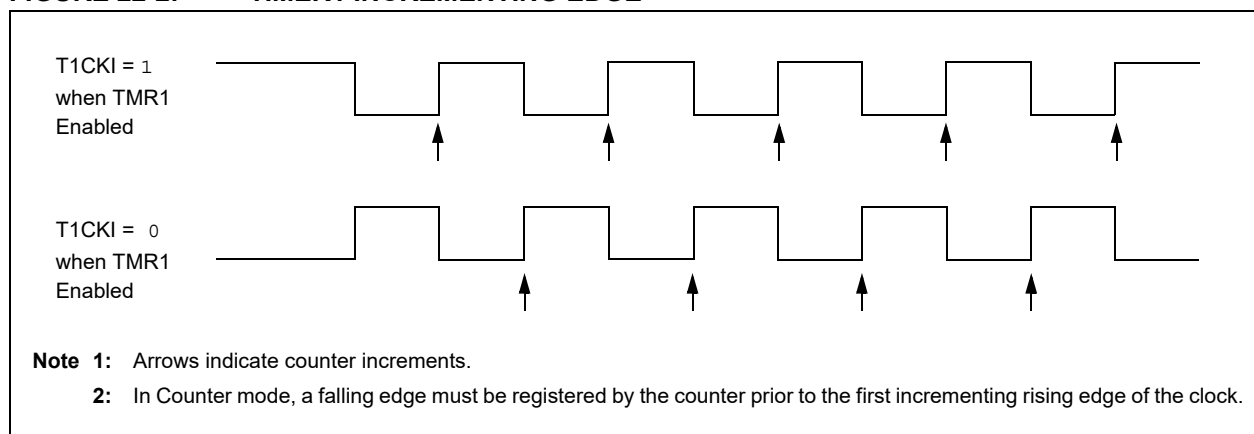 T1CKI = 1
when TMR1
Enabled
T1CKI = 0
when TMR1
Enabled
Note 1: Arrows indicate counter increments.
2: In Counter mode, a falling edge must be registered by the counter prior to the first incrementing rising edge of the clock.